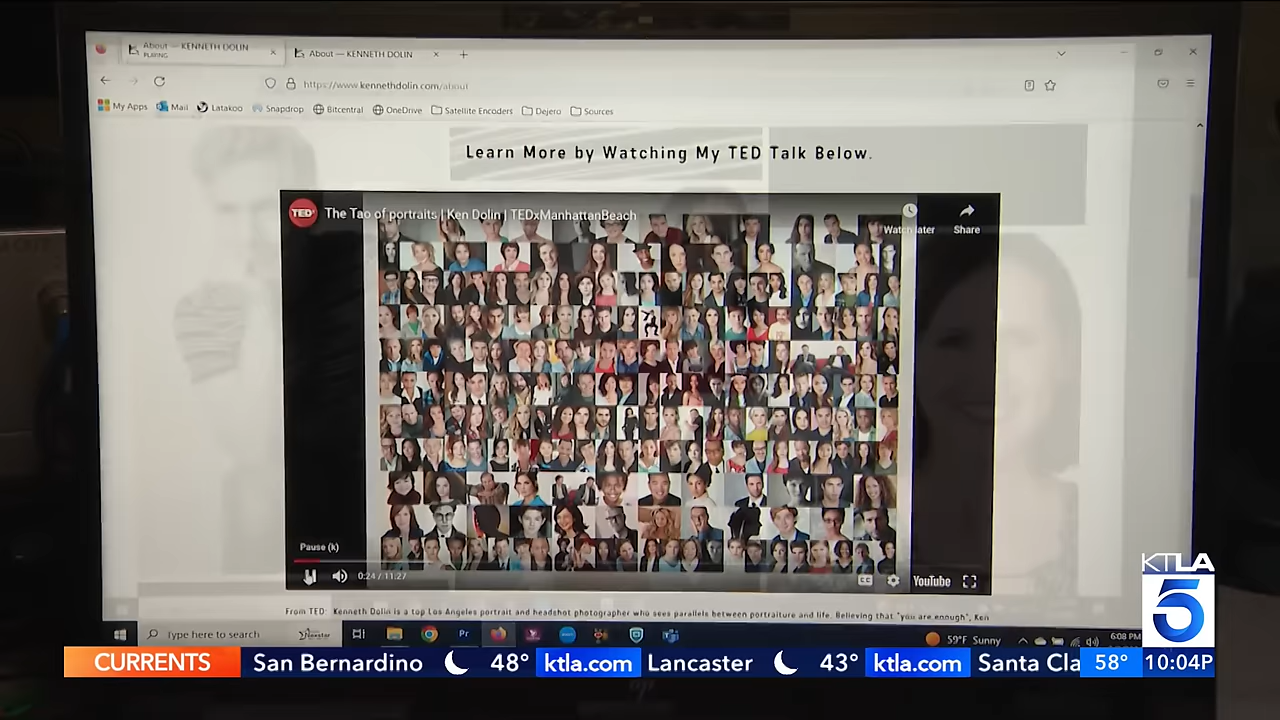 About — KENNETH DOLIN
PLAYING
About — KENNETH DOLIN
https://www.kennethdolin.com/about
My Apps Mail Latakoo Snapdrop Bitcentral OneDrive Satellite Encoders Dejero Sources
Learn More by Watching My TED Talk Below.
TED The Tao of portraits | Ken Dolin | TEDxManhattanBeach
Watch later Share
Pause (k)
0:24 / 11:27
CC YouTube
From TED: Kenneth Dolin is a top Los Angeles portrait and headshot photographer who sees parallels between portraiture and life. Believing that "you are enough", Ken
Type here to search
Pr
59°F Sunny
6:08 PM
KTLA
5
CURRENTS San Bernardino 48° ktla.com Lancaster 43° ktla.com Santa Cla 58° 10:04P